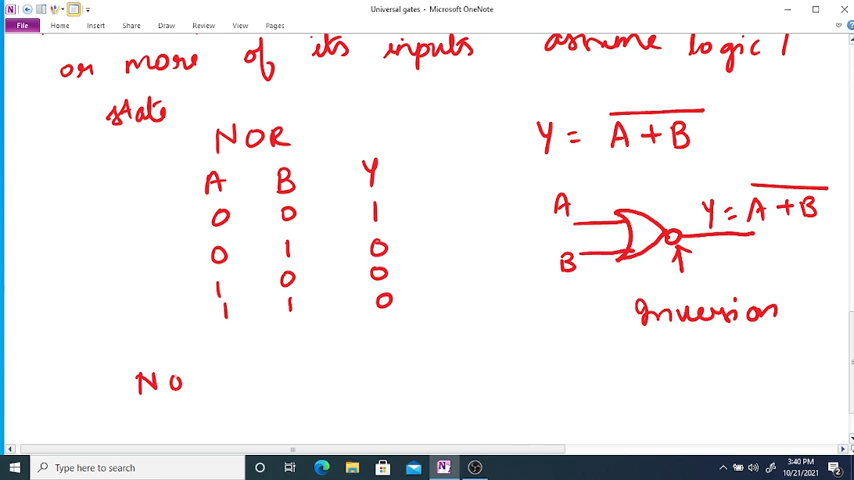 Universal gates - Microsoft OneNote
File Home Insert Draw History Review View Pages
or more of its inputs assume logic 1
state
NOR
A B Y
0 0 1
0 1 0
1 0 0
1 1 0
Y = A + B
A
B
Y = A + B
Inversion
NO
Type here to search
3:40 PM
10/21/2021
2